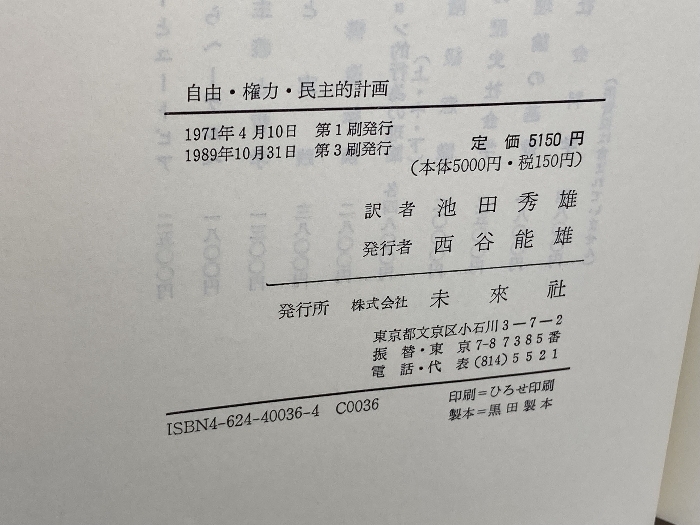 自由・権力・民主的計画
1971年4月10日 第1刷発行
1989年10月31日 第3刷発行
定 価 5150円
(本体5000円・税150円)
訳 者 池 田 秀 雄
発行者 西 谷 能 雄
発行所 株式会社 未 來 社
東京都文京区小石川3-7-2
振 替・東 京 7-87385番
電 話・代 表 (814) 5521
ISBN4-624-40036-4 C0036
印刷=ひろせ印刷
製本=黒田製本